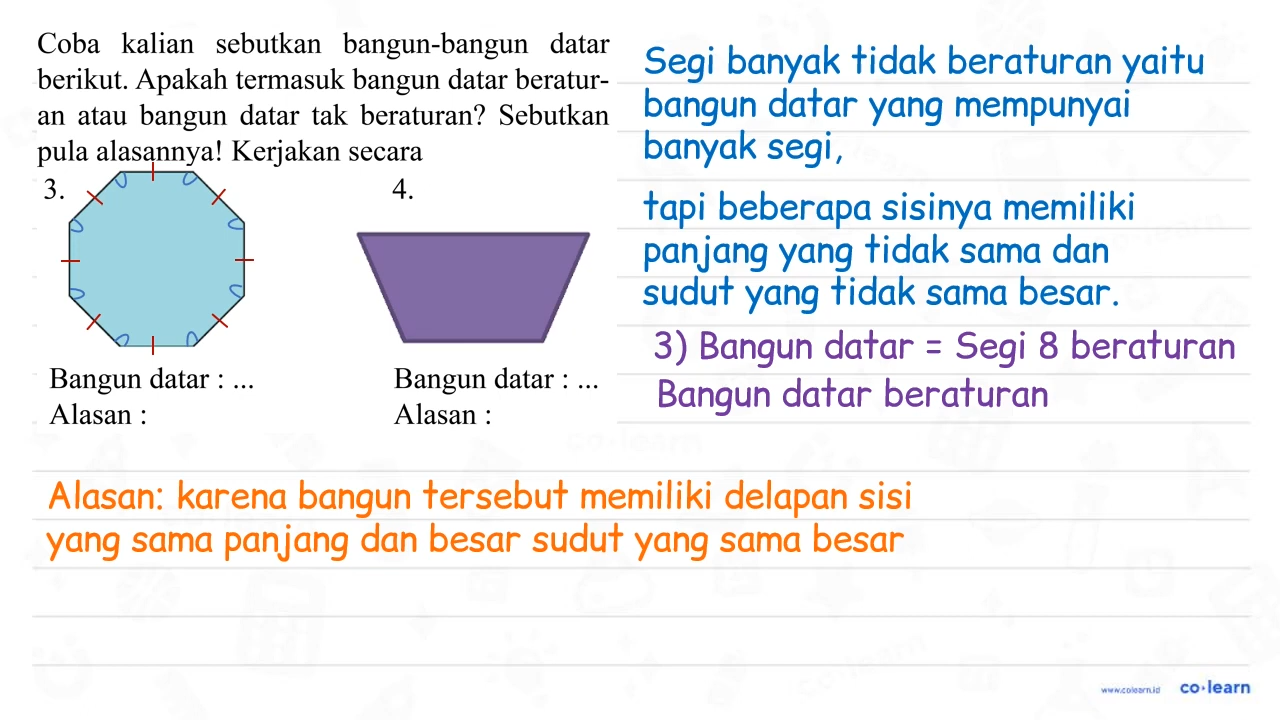 Coba kalian sebutkan bangun-bangun datar
berikut. Apakah termasuk bangun datar beratur-
an atau bangun datar tak beraturan? Sebutkan
pula alasannya! Kerjakan secara
3.
4.
Bangun datar : ...
Alasan :
Bangun datar : ...
Alasan :
Segi banyak tidak beraturan yaitu
bangun datar yang mempunyai
banyak segi,
tapi beberapa sisinya memiliki
panjang yang tidak sama dan
sudut yang tidak sama besar.
3) Bangun datar = Segi 8 beraturan
Bangun datar beraturan
Alasan: karena bangun tersebut memiliki delapan sisi
yang sama panjang dan besar sudut yang sama besar
www.colearn.id co·learn